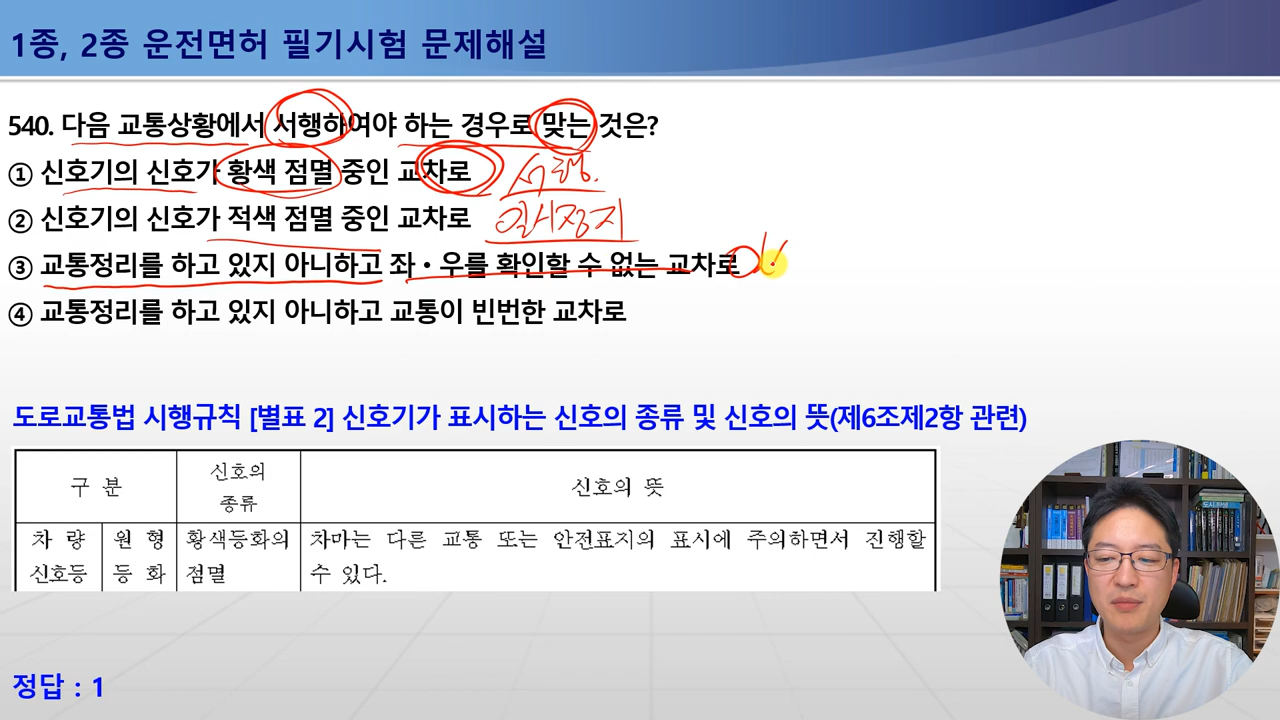 1종, 2종 운전면허 필기시험 문제해설
540. 다음 교통상황에서 서행하여야 하는 경우로 맞는 것은?
① 신호기의 신호가 황색 점멸 중인 교차로 서행.
② 신호기의 신호가 적색 점멸 중인 교차로 일시정지
③ 교통정리를 하고 있지 아니하고 좌·우를 확인할 수 없는 교차로
④ 교통정리를 하고 있지 아니하고 교통이 빈번한 교차로
도로교통법 시행규칙 [별표 2] 신호기가 표시하는 신호의 종류 및 신호의 뜻(제6조제2항 관련)
구 분 신호의 종류 신호의 뜻
차 량 원 형 황색등화의 차마는 다른 교통 또는 안전표지의 표시에 주의하면서 진행할
신호등 등 화 점멸 수 있다.
정답 : 1